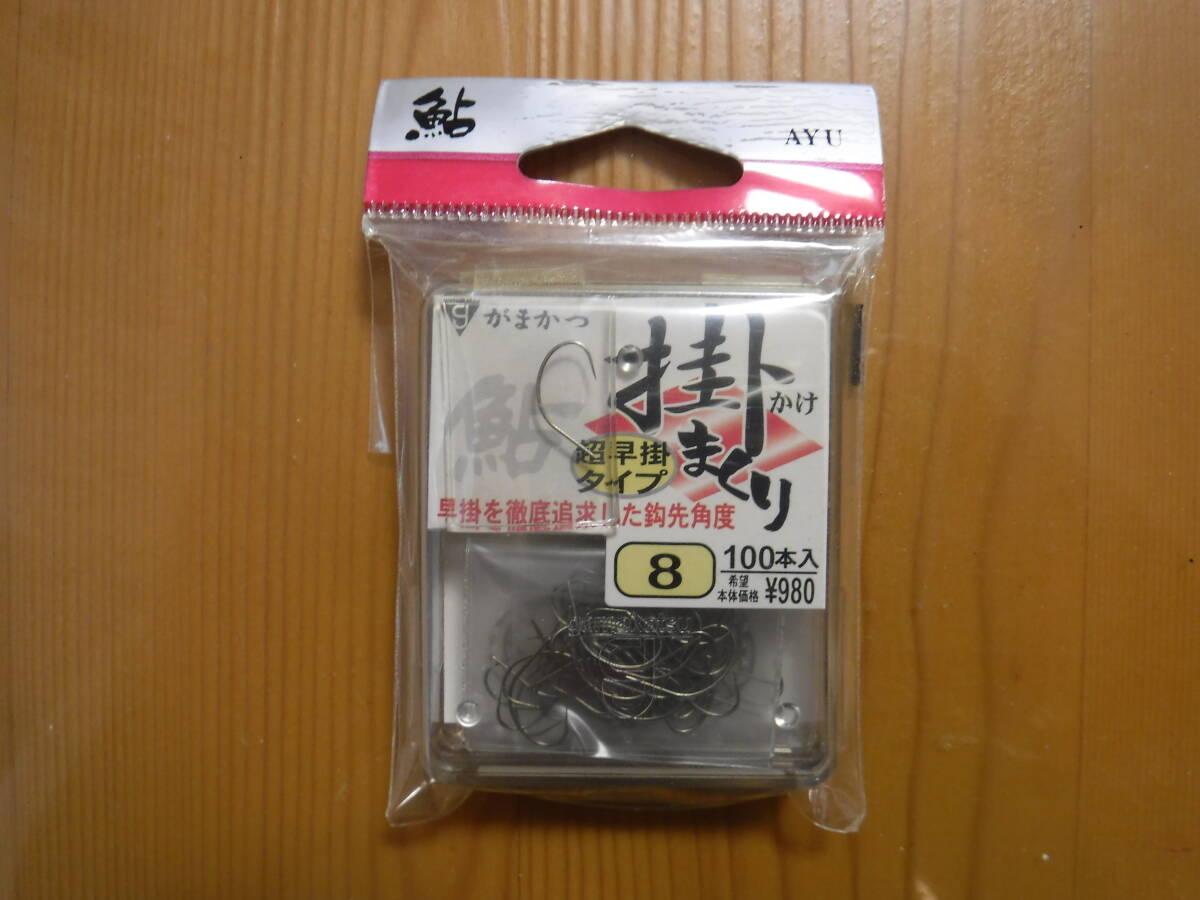 鮎
AYU
がまかつ
鮎
掛
かけ
まくり
超早掛
タイプ
早掛を徹底追求した鈎先角度
8
100本入
希望
本体価格 ¥980